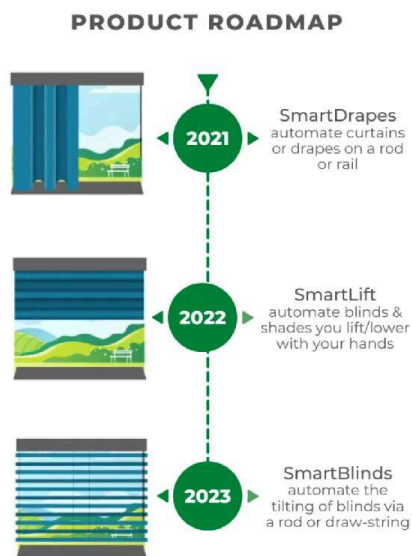 PRODUCT ROADMAP
2021
SmartDrapes
automate curtains
or drapes on a rod
or rail
2022
SmartLift
automate blinds &
shades you lift/lower
with your hands
2023
SmartBlinds
automate the
tilting of blinds via
a rod or draw-string